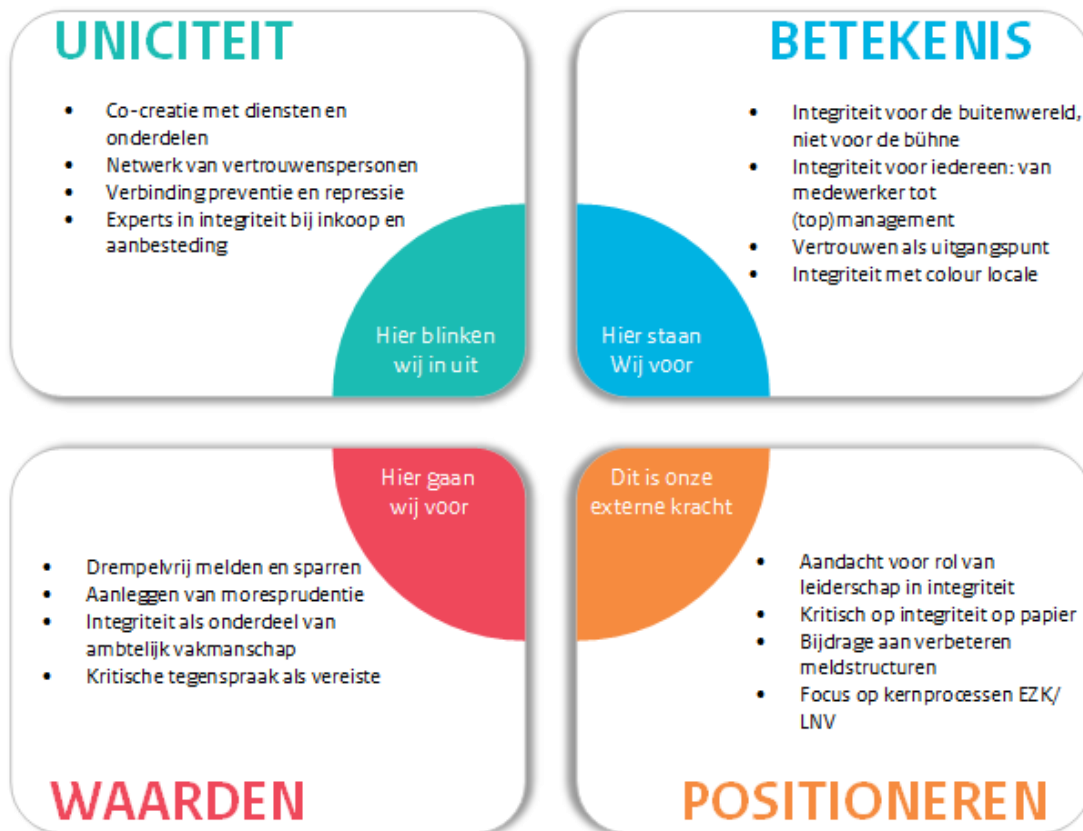 UNICITEIT
• Co-creatie met diensten en
onderdelen
• Netwerk van vertrouwenspersonen
• Verbinding preventie en repressie
• Experts in integriteit bij inkoop en
aanbesteding
Hier blinken
wij in uit
BETEKENIS
• Integriteit voor de buitenwereld,
niet voor de bühne
• Integriteit voor iedereen: van
medewerker tot
(top)management
• Vertrouwen als uitgangspunt
• Integriteit met colour locale
Hier staan
Wij voor
Hier gaan
wij voor
• Drempelvrij melden en sparren
• Aanleggen van moresprudentie
• Integriteit als onderdeel van
ambtelijk vakmanschap
• Kritische tegenspraak als vereiste
WAARDEN
Dit is onze
externe kracht
• Aandacht voor rol van
leiderschap in integriteit
• Kritisch op integriteit op papier
• Bijdrage aan verbeteren
meldstructuren
• Focus op kernprocessen EZK/
LNV
POSITIONEREN